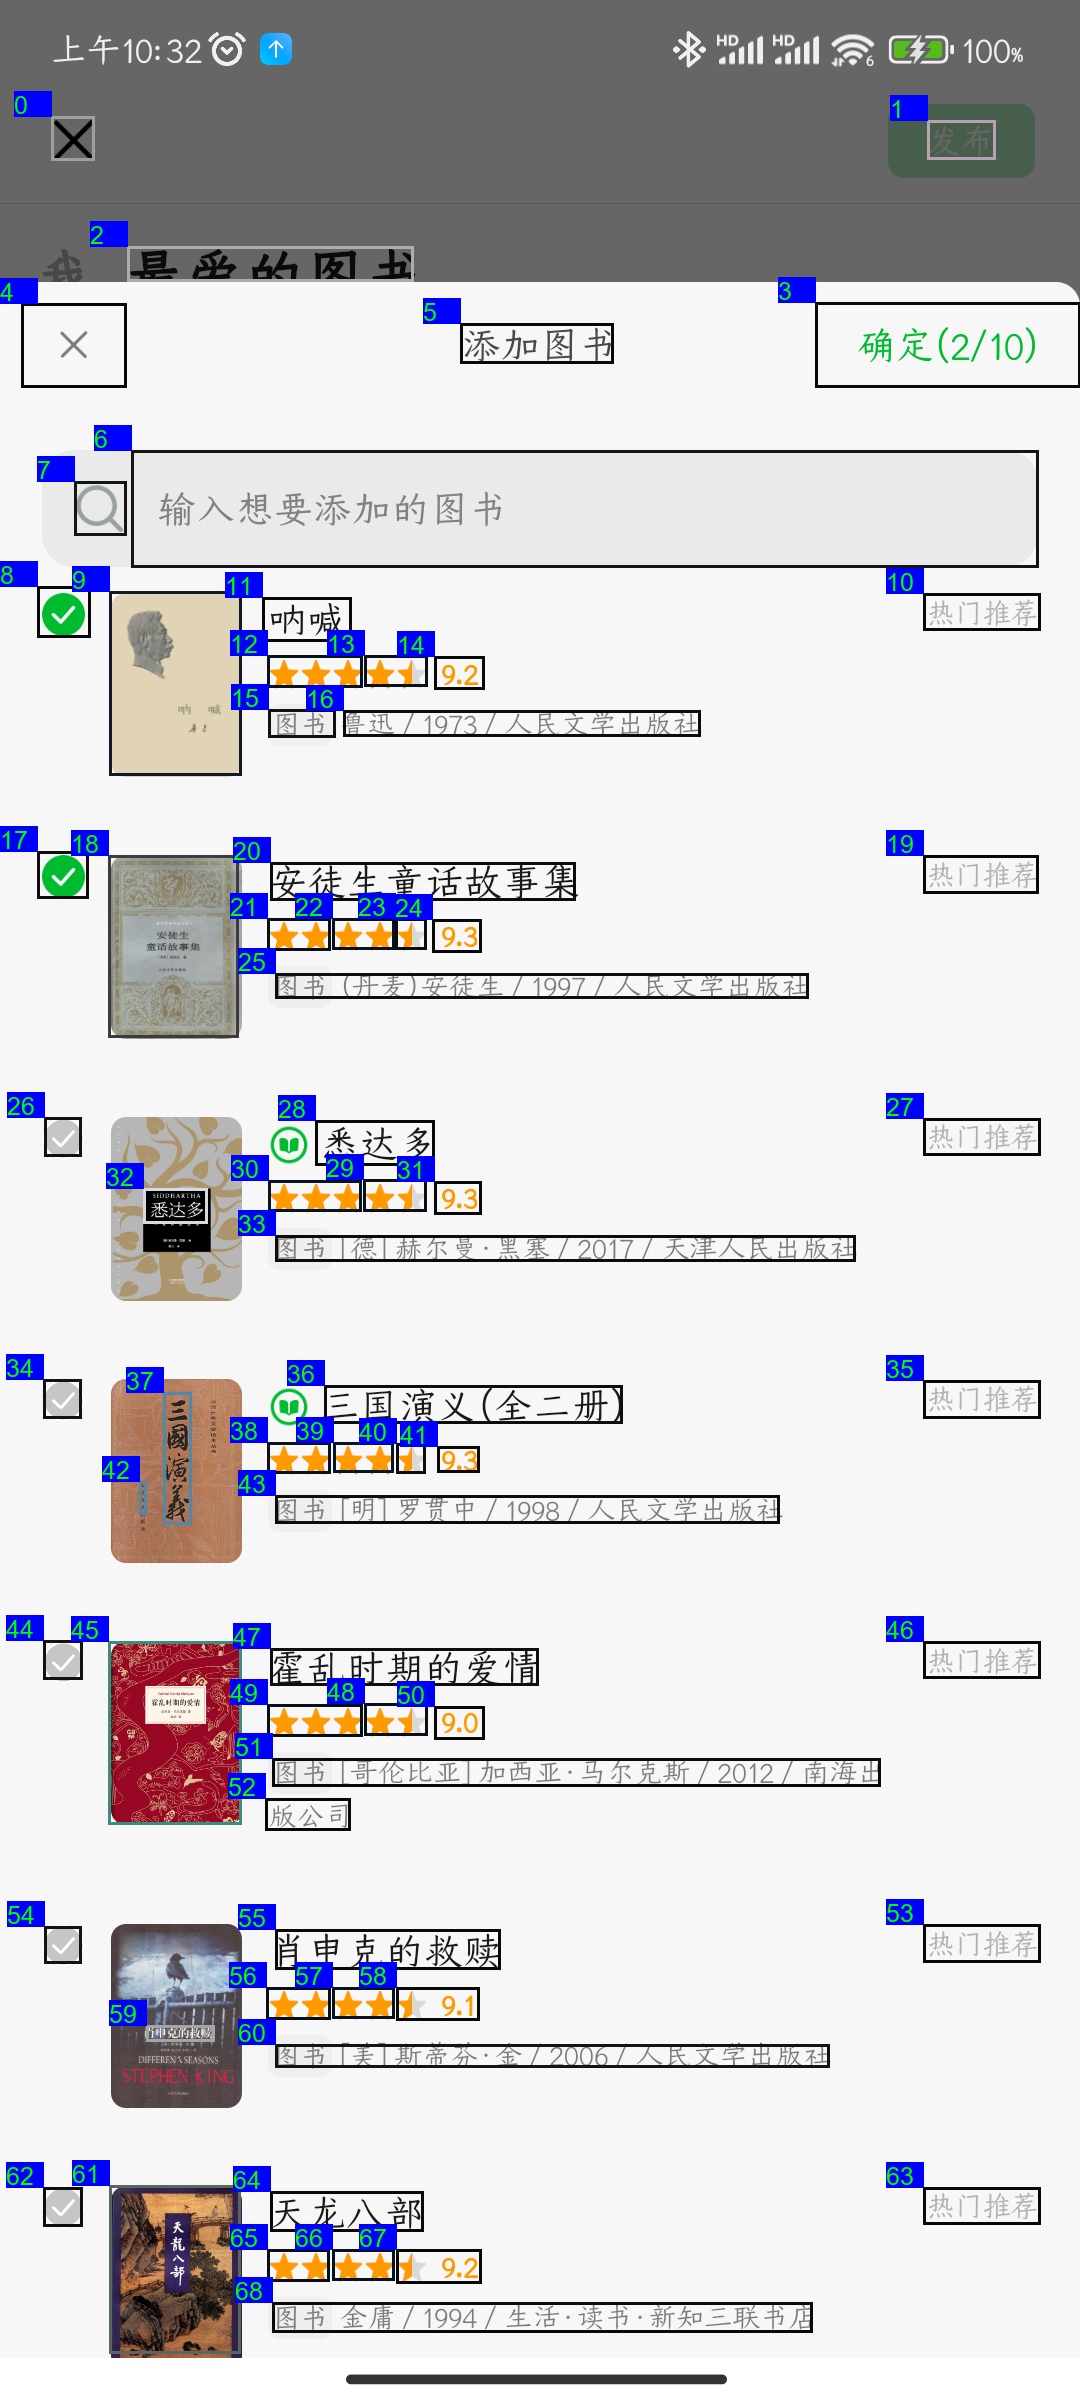 上午10:32 HD HD 6 100%
0
1
发布
2
我 最爱的图书
4
5
添加图书
3
确定(2/10)
6
7
输入想要添加的图书
8
9
呐喊
11
呐喊
10
热门推荐
12
13
14
9.2
15
图书
16
鲁迅 / 1973 / 人民文学出版社
17
18
安徒生
童话故事集
20
安徒生童话故事集
19
热门推荐
21
22
23
24
9.3
25
图书 (丹麦)安徒生 / 1997 / 人民文学出版社
26
32
SIDDHARTHA
悉达多
28
悉达多
27
热门推荐
30
29
31
9.3
33
图书 [德] 赫尔曼·黑塞 / 2017 / 天津人民出版社
34
37
三國演義
42
36
三国演义(全二册)
35
热门推荐
38
39
40
41
9.3
43
图书 [明] 罗贯中 / 1998 / 人民文学出版社
44
45
霍乱时期的爱情
47
霍乱时期的爱情
46
热门推荐
49
48
50
9.0
51
图书 [哥伦比亚] 加西亚·马尔克斯 / 2012 / 南海出
52
版公司
54
59
肖申克的救赎
DIFFERENT SEASONS
STEPHEN KING
55
肖申克的救赎
53
热门推荐
56
57
58
9.1
60
图书 [美] 斯蒂芬·金 / 2006 / 人民文学出版社
62
61
天龍八部
64
天龙八部
63
热门推荐
65
66
67
9.2
68
图书 金庸 / 1994 / 生活·读书·新知三联书店